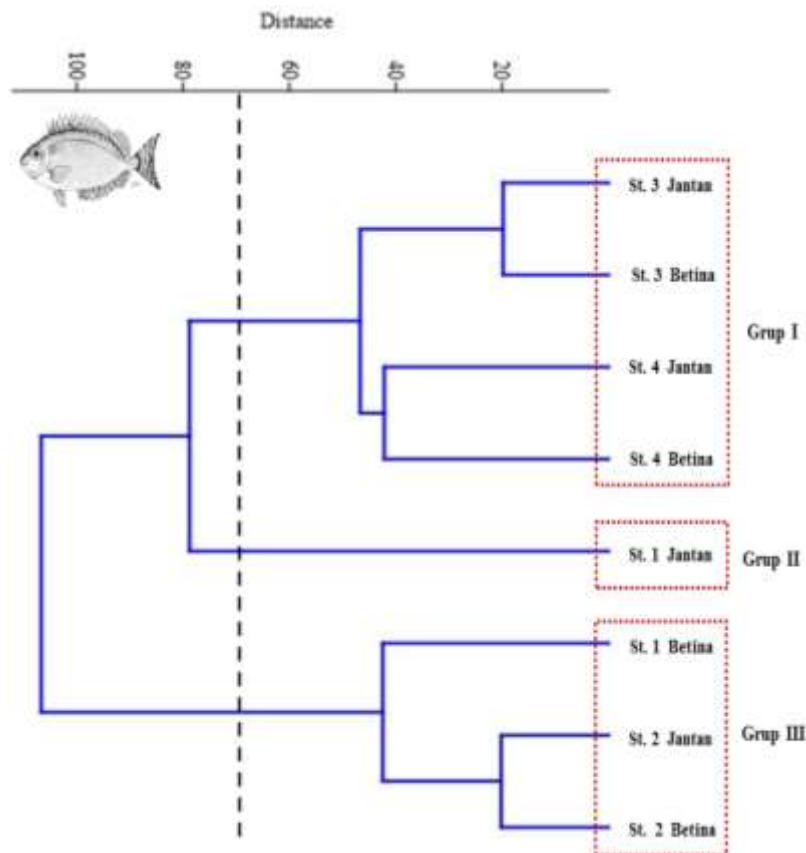 Distance
100 80 60 40 20
St. 3 Jantan
St. 3 Betina
Grup I
St. 4 Jantan
St. 4 Betina
St. 1 Jantan
Grup II
St. 1 Betina
St. 2 Jantan
Grup III
St. 2 Betina